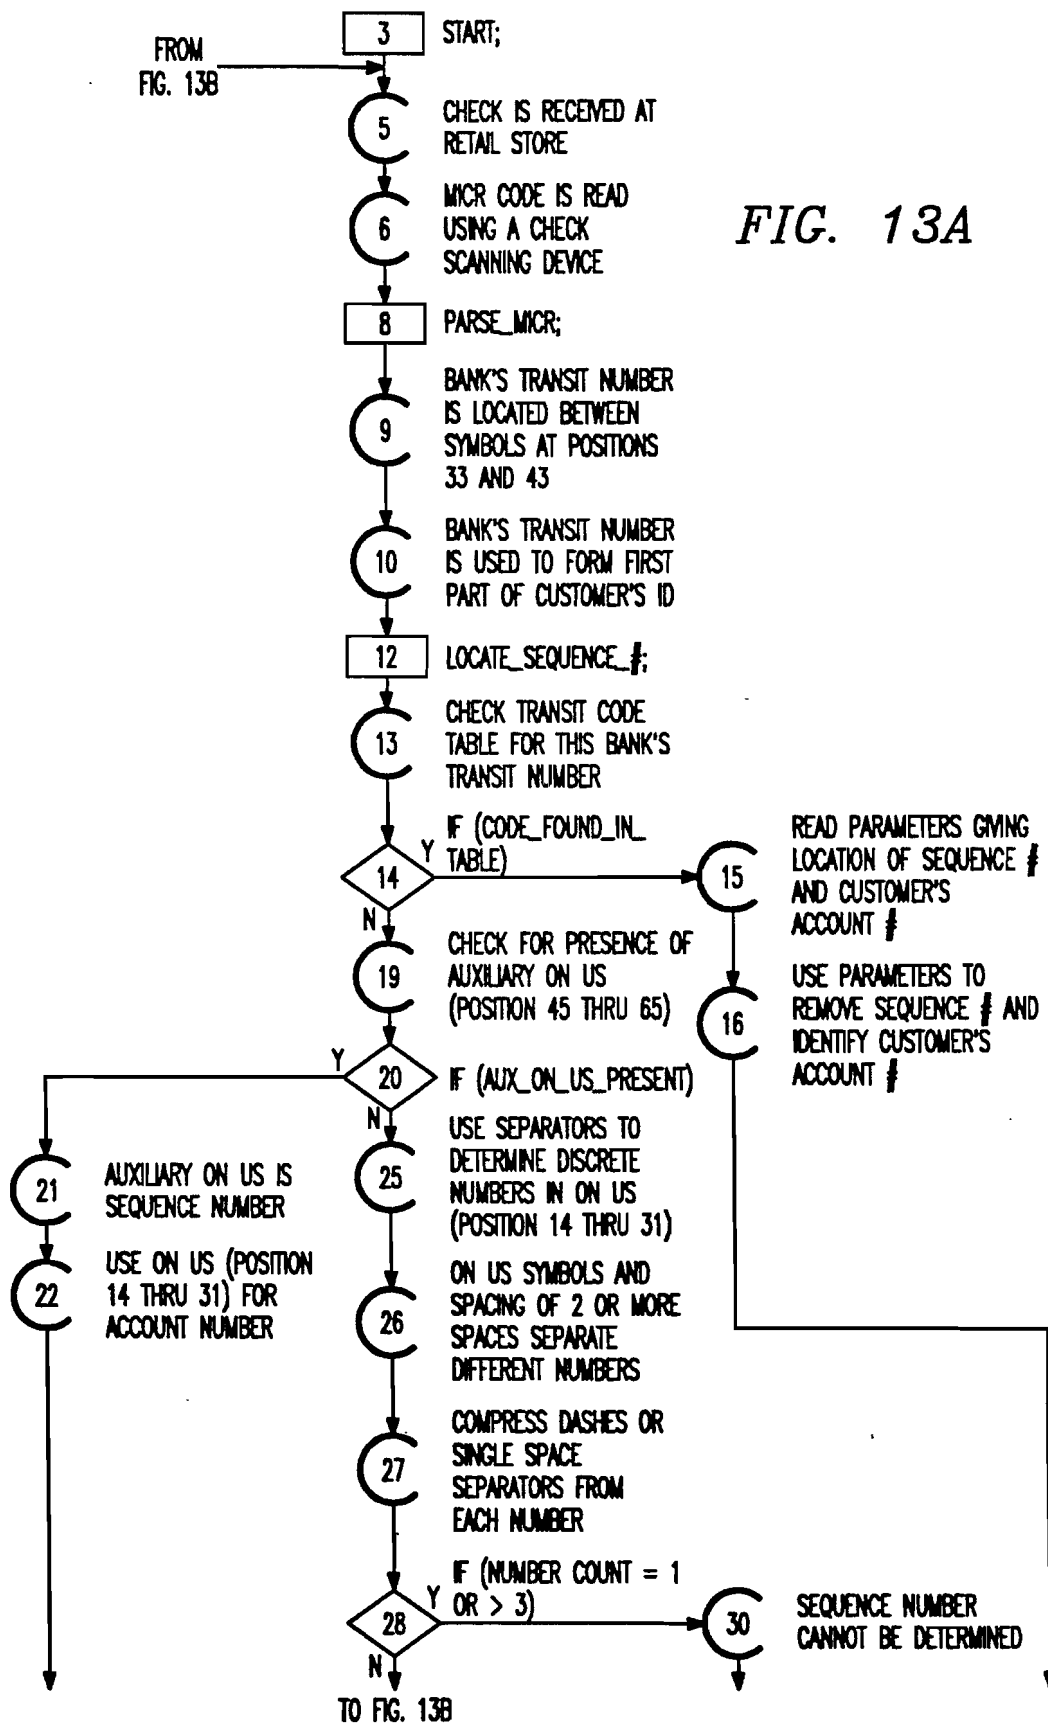 3 START;
FROM
FIG. 13B
5 CHECK IS RECEIVED AT
RETAIL STORE
FIG. 13A
6 MICR CODE IS READ
USING A CHECK
SCANNING DEVICE
8 PARSE_MICR;
9 BANK'S TRANSIT NUMBER
IS LOCATED BETWEEN
SYMBOLS AT POSITIONS
33 AND 43
10 BANK'S TRANSIT NUMBER
IS USED TO FORM FIRST
PART OF CUSTOMER'S ID
12 LOCATE_SEQUENCE_#;
13 CHECK TRANSIT CODE
TABLE FOR THIS BANK'S
TRANSIT NUMBER
14 Y IF (CODE_FOUND_IN_
TABLE)
N
15 READ PARAMETERS GIVING
LOCATION OF SEQUENCE #
AND CUSTOMER'S
ACCOUNT #
16 USE PARAMETERS TO
REMOVE SEQUENCE # AND
IDENTIFY CUSTOMER'S
ACCOUNT #
19 CHECK FOR PRESENCE OF
AUXILIARY ON US
(POSITION 45 THRU 65)
Y 20 IF (AUX_ON_US_PRESENT)
N
21 AUXILIARY ON US IS
SEQUENCE NUMBER
22 USE ON US (POSITION
14 THRU 31) FOR
ACCOUNT NUMBER
25 USE SEPARATORS TO
DETERMINE DISCRETE
NUMBERS IN ON US
(POSITION 14 THRU 31)
26 ON US SYMBOLS AND
SPACING OF 2 OR MORE
SPACES SEPARATE
DIFFERENT NUMBERS
27 COMPRESS DASHES OR
SINGLE SPACE
SEPARATORS FROM
EACH NUMBER
28 Y IF (NUMBER COUNT = 1
OR > 3)
N
30 SEQUENCE NUMBER
CANNOT BE DETERMINED
TO FIG. 13B